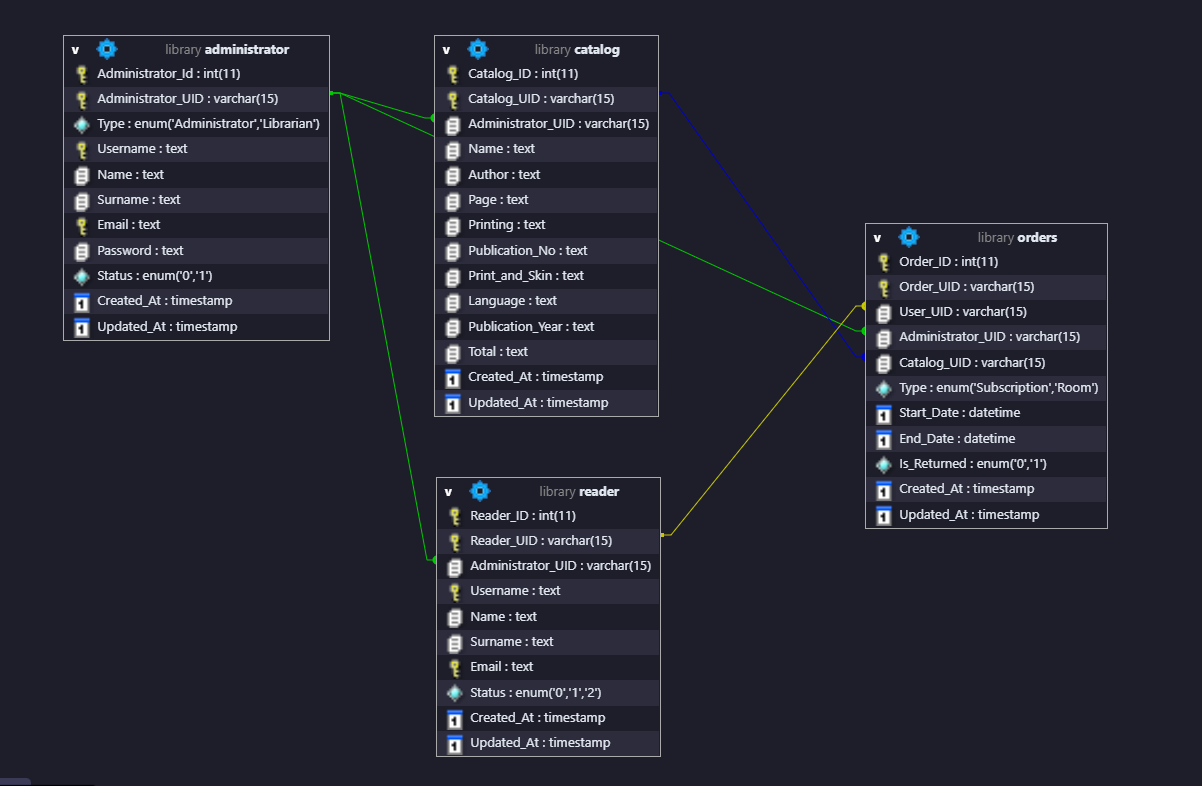 v library administrator
Administrator_Id : int(11)
Administrator_UID : varchar(15)
Type : enum('Administrator','Librarian')
Username : text
Name : text
Surname : text
Email : text
Password : text
Status : enum('0','1')
Created_At : timestamp
Updated_At : timestamp
v library catalog
Catalog_ID : int(11)
Catalog_UID : varchar(15)
Administrator_UID : varchar(15)
Name : text
Author : text
Page : text
Printing : text
Publication_No : text
Print_and_Skin : text
Language : text
Publication_Year : text
Total : text
Created_At : timestamp
Updated_At : timestamp
v library reader
Reader_ID : int(11)
Reader_UID : varchar(15)
Administrator_UID : varchar(15)
Username : text
Name : text
Surname : text
Email : text
Status : enum('0','1','2')
Created_At : timestamp
Updated_At : timestamp
v library orders
Order_ID : int(11)
Order_UID : varchar(15)
User_UID : varchar(15)
Administrator_UID : varchar(15)
Catalog_UID : varchar(15)
Type : enum('Subscription','Room')
Start_Date : datetime
End_Date : datetime
Is_Returned : enum('0','1')
Created_At : timestamp
Updated_At : timestamp